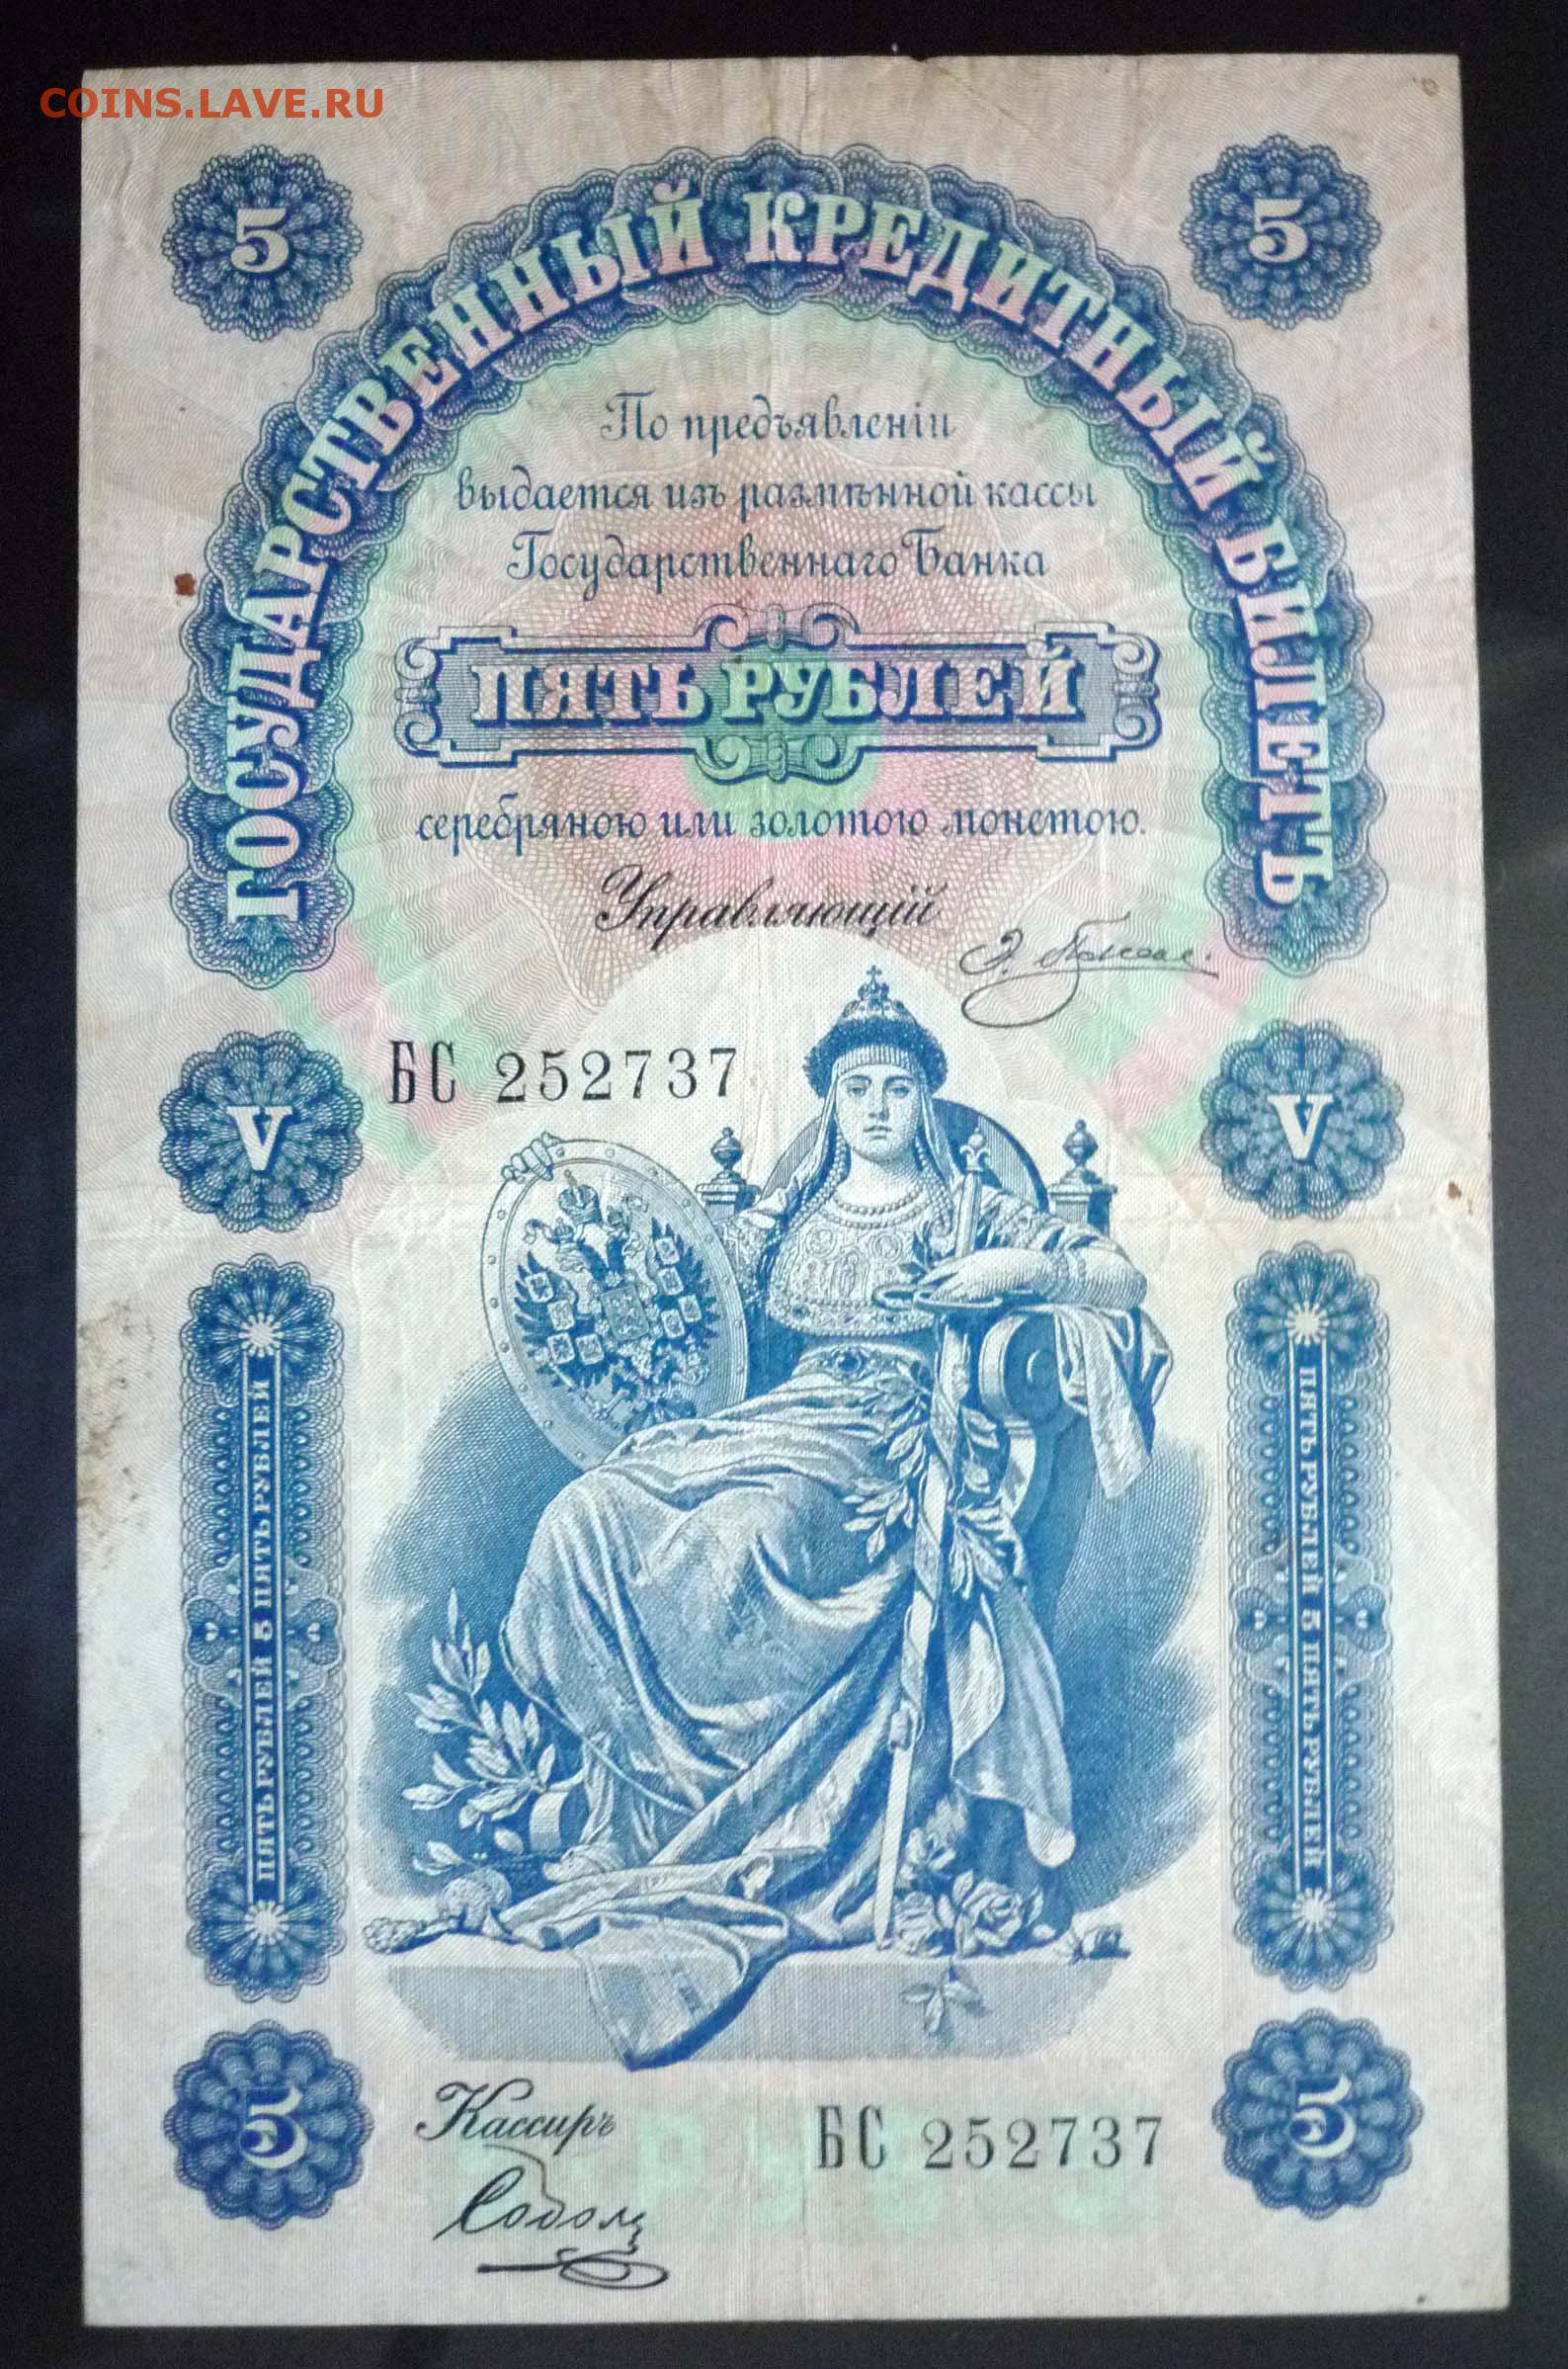 COINS.LAVE.RU
5
5
ГОСУДАРСТВЕННЫЙ КРЕДИТНЫЙ БИЛЕТЪ
По предъявленіи
выдается изъ размѣнной кассы
Государственнаго Банка
ПЯТЬ РУБЛЕЙ
серебряною или золотою монетою.
Управляющій
БС 252737
V
V
ПЯТЬ РУБЛЕЙ 5 ПЯТЬ РУБЛЕЙ
ПЯТЬ РУБЛЕЙ 5 ПЯТЬ РУБЛЕЙ
Кассиръ
БС 252737
5
5